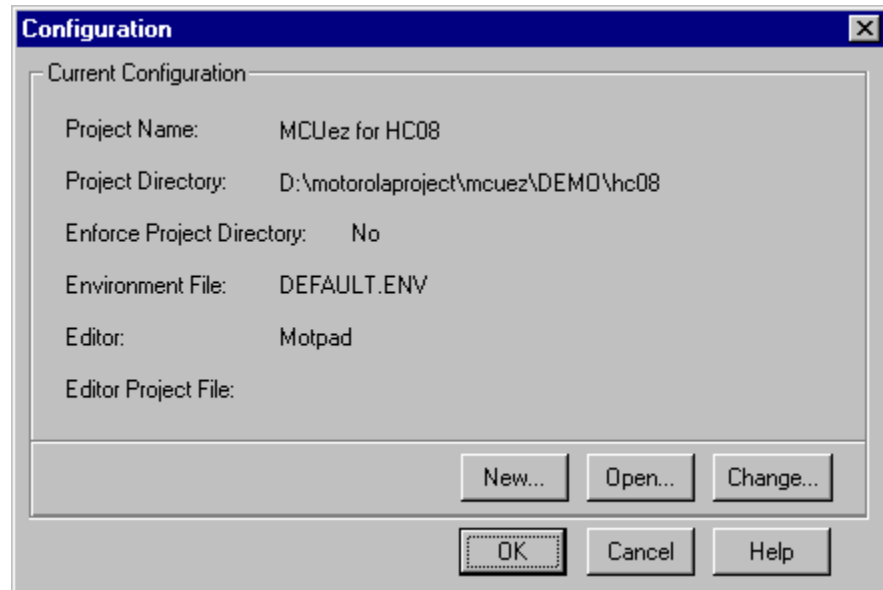 Configuration
Current Configuration
Project Name: MCUez for HC08
Project Directory: D:\motorolaproject\mcuez\DEMO\hc08
Enforce Project Directory: No
Environment File: DEFAULT.ENV
Editor: Motpad
Editor Project File:
New... Open... Change...
OK Cancel Help